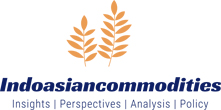 Indoasiancommodities
Insights | Perspectives | Analysis | Policy